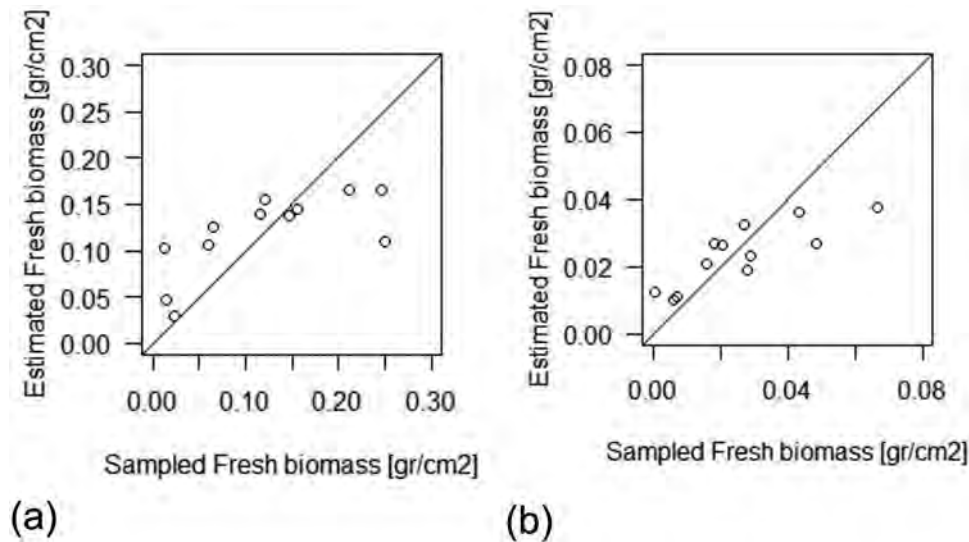 Estimated Fresh biomass [gr/cm2]
0.30
0.25
0.20
0.15
0.10
0.05
0.00
0.00 0.10 0.20 0.30
Sampled Fresh biomass [gr/cm2]
(a)
Estimated Fresh biomass [gr/cm2]
0.08
0.06
0.04
0.02
0.00
0.00 0.04 0.08
Sampled Fresh biomass [gr/cm2]
(b)